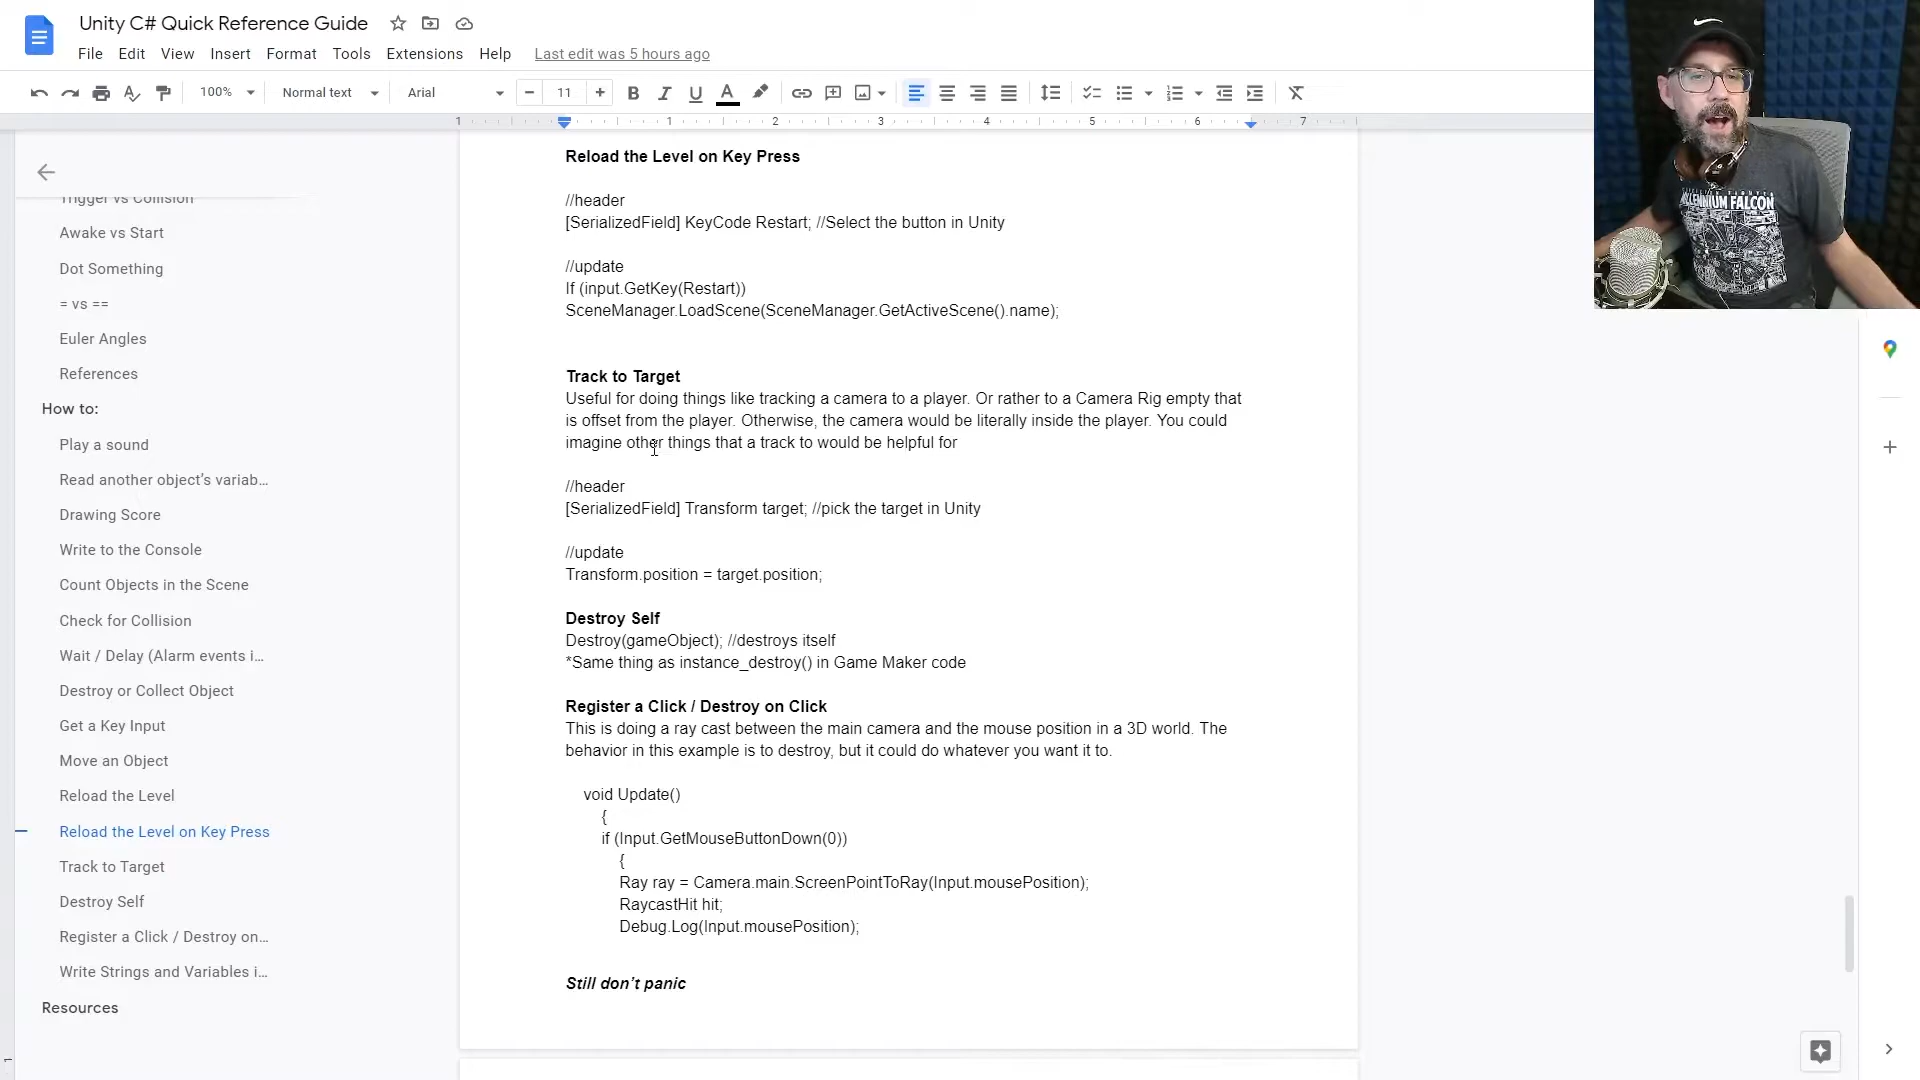 Unity C# Quick Reference Guide
File Edit View Insert Format Tools Extensions Help Last edit was 5 hours ago
100% Normal text Arial 11
1 1 2 3 4 5 6 7
Trigger vs Collision
Awake vs Start
Dot Something
= vs ==
Euler Angles
References
How to:
Play a sound
Read another object’s variab...
Drawing Score
Write to the Console
Count Objects in the Scene
Check for Collision
Wait / Delay (Alarm events i...
Destroy or Collect Object
Get a Key Input
Move an Object
Reload the Level
Reload the Level on Key Press
Track to Target
Destroy Self
Register a Click / Destroy on...
Write Strings and Variables i...
Resources
Reload the Level on Key Press
//header
[SerializedField] KeyCode Restart; //Select the button in Unity
//update
If (input.GetKey(Restart))
SceneManager.LoadScene(SceneManager.GetActiveScene().name);
Track to Target
Useful for doing things like tracking a camera to a player. Or rather to a Camera Rig empty that
is offset from the player. Otherwise, the camera would be literally inside the player. You could
imagine other things that a track to would be helpful for
//header
[SerializedField] Transform target; //pick the target in Unity
//update
Transform.position = target.position;
Destroy Self
Destroy(gameObject); //destroys itself
*Same thing as instance_destroy() in Game Maker code
Register a Click / Destroy on Click
This is doing a ray cast between the main camera and the mouse position in a 3D world. The
behavior in this example is to destroy, but it could do whatever you want it to.
void Update()
{
if (Input.GetMouseButtonDown(0))
{
Ray ray = Camera.main.ScreenPointToRay(Input.mousePosition);
RaycastHit hit;
Debug.Log(Input.mousePosition);
Still don’t panic
MILLENNIUM FALCON